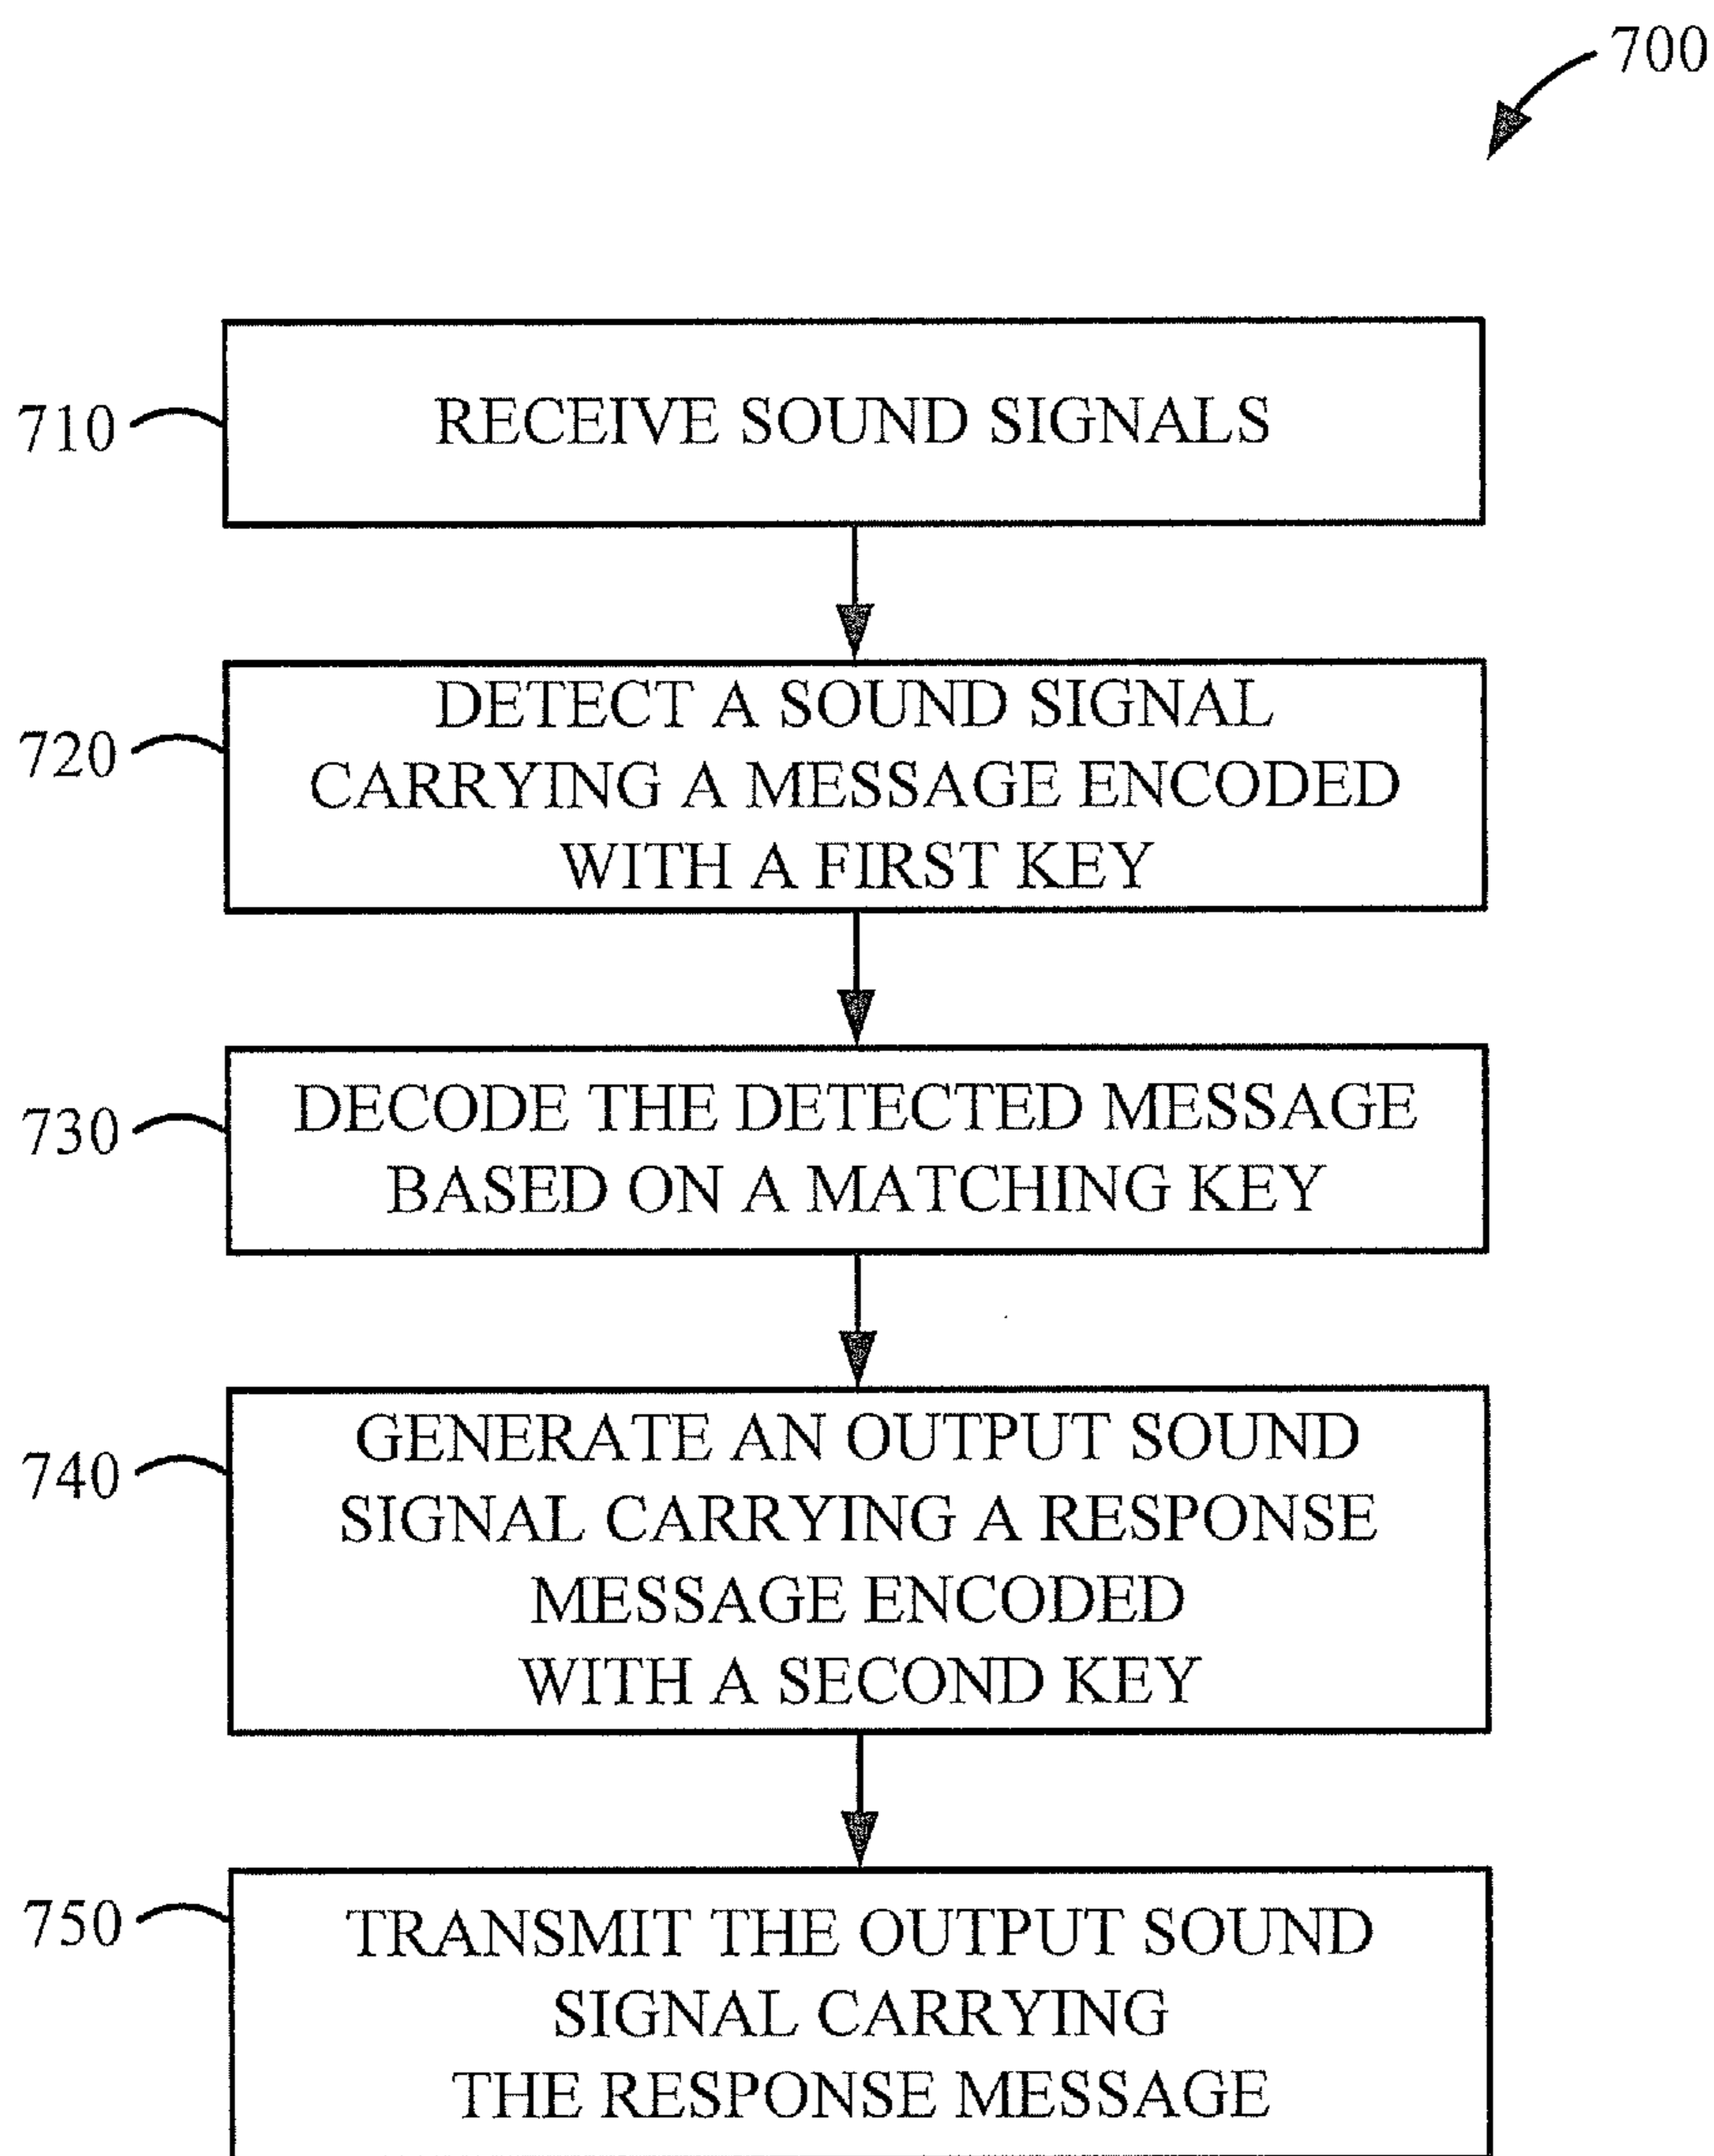 700
710
RECEIVE SOUND SIGNALS
720
DETECT A SOUND SIGNAL
CARRYING A MESSAGE ENCODED
WITH A FIRST KEY
730
DECODE THE DETECTED MESSAGE
BASED ON A MATCHING KEY
740
GENERATE AN OUTPUT SOUND
SIGNAL CARRYING A RESPONSE
MESSAGE ENCODED
WITH A SECOND KEY
750
TRANSMIT THE OUTPUT SOUND
SIGNAL CARRYING
THE RESPONSE MESSAGE